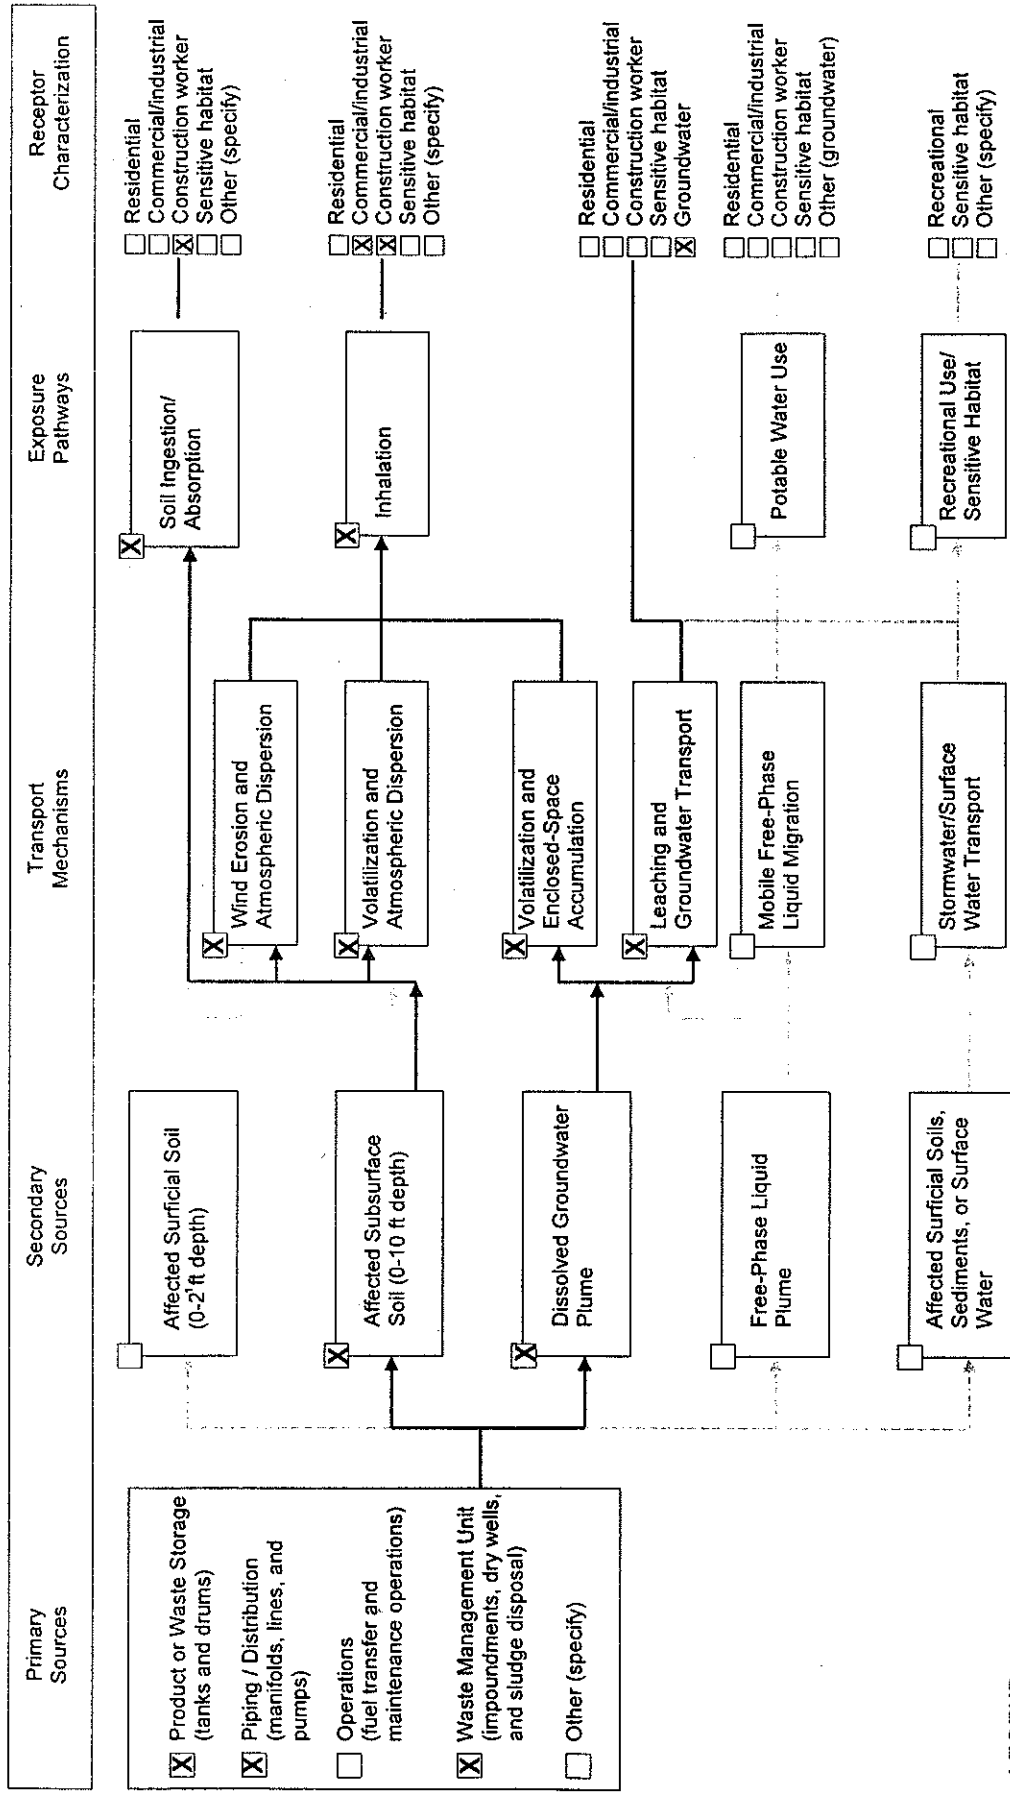 Primary
Sources
Secondary
Sources
Transport
Mechanisms
Exposure
Pathways
Receptor
Characterization
X Product or Waste Storage
(tanks and drums)
X Piping / Distribution
(manifolds, lines, and
pumps)
Operations
(fuel transfer and
maintenance operations)
X Waste Management Unit
(impoundments, dry wells,
and sludge disposal)
Other (specify)
Affected Surficial Soil
(0-2' ft depth)
X
Affected Subsurface
Soil (0-10 ft depth)
X
Dissolved Groundwater
Plume
Free-Phase Liquid
Plume
Affected Surficial Soils,
Sediments, or Surface
Water
X
Wind Erosion and
Atmospheric Dispersion
X
Volatilization and
Atmospheric Dispersion
X
Volatilization and
Enclosed-Space
Accumulation
X
Leaching and
Groundwater Transport
Mobile Free-Phase
Liquid Migration
Stormwater/Surface
Water Transport
X
Soil Ingestion/
Absorption
X
Inhalation
Potable Water Use
Recreational Use/
Sensitive Habitat
Residential
Commercial/industrial
X Construction worker
Sensitive habitat
Other (specify)
Residential
X Commercial/industrial
X Construction worker
Sensitive habitat
Other (specify)
Residential
Commercial/industrial
Construction worker
Sensitive habitat
X Groundwater
Residential
Commercial/industrial
Construction worker
Sensitive habitat
Other (groundwater)
Recreational
Sensitive habitat
Other (specify)